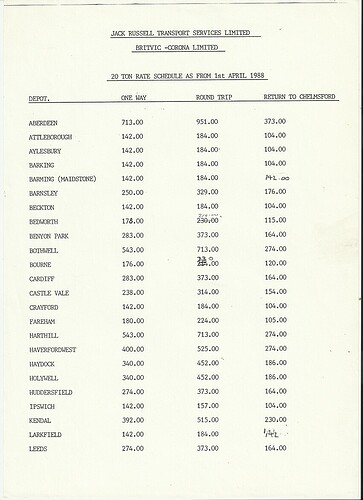 JACK RUSSELL TRANSPORT SERVICES LIMITED
BRITVIC -CORONA LIMITED
20 TON RATE SCHEDULE AS FROM 1st APRIL 1988
DEPOT. ONE WAY ROUND TRIP RETURN TO CHELMSFORD
ABERDEEN 713.00 951.00 373.00
ATTLEBOROUGH 142.00 184.00 104.00
AYLESBURY 142.00 184.00 104.00
BARKING 142.00 184.00 104.00
BARMING (MAIDSTONE) 142.00 184.00 142.00
BARNSLEY 250.00 329.00 176.00
BECKTON 142.00 184.00 104.00
BEDWORTH 178.00 230.00 115.00
BENYON PARK 283.00 373.00 164.00
BOTHWELL 543.00 713.00 274.00
BOURNE 176.00 120.00
CARDIFF 283.00 373.00 164.00
CASTLE VALE 238.00 314.00 154.00
CRAYFORD 142.00 184.00 104.00
FAREHAM 180.00 224.00 105.00
HARTHILL 543.00 713.00 274.00
HAVERFORDWEST 400.00 525.00 274.00
HAYDOCK 340.00 452.00 186.00
HOLYWELL 340.00 452.00 186.00
HUDDERSFIELD 274.00 373.00 164.00
IPSWICH 142.00 157.00 104.00
KENDAL 392.00 515.00 230.00
LARKFIELD 142.00 184.00 142
LEEDS 274.00 373.00 164.00